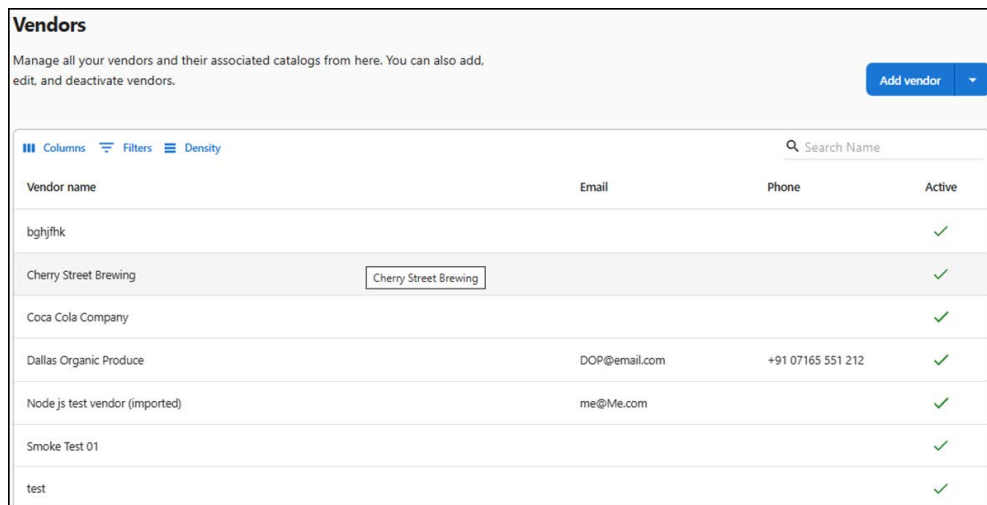 Vendors
Manage all your vendors and their associated catalogs from here. You can also add,
edit, and deactivate vendors.
Add vendor
Columns Filters Density
Search Name
Vendor name Email Phone Active
bghjfhk
Cherry Street Brewing Cherry Street Brewing
Coca Cola Company
Dallas Organic Produce DOP@email.com +91 07165 551 212
Node js test vendor (imported) me@Me.com
Smoke Test 01
test